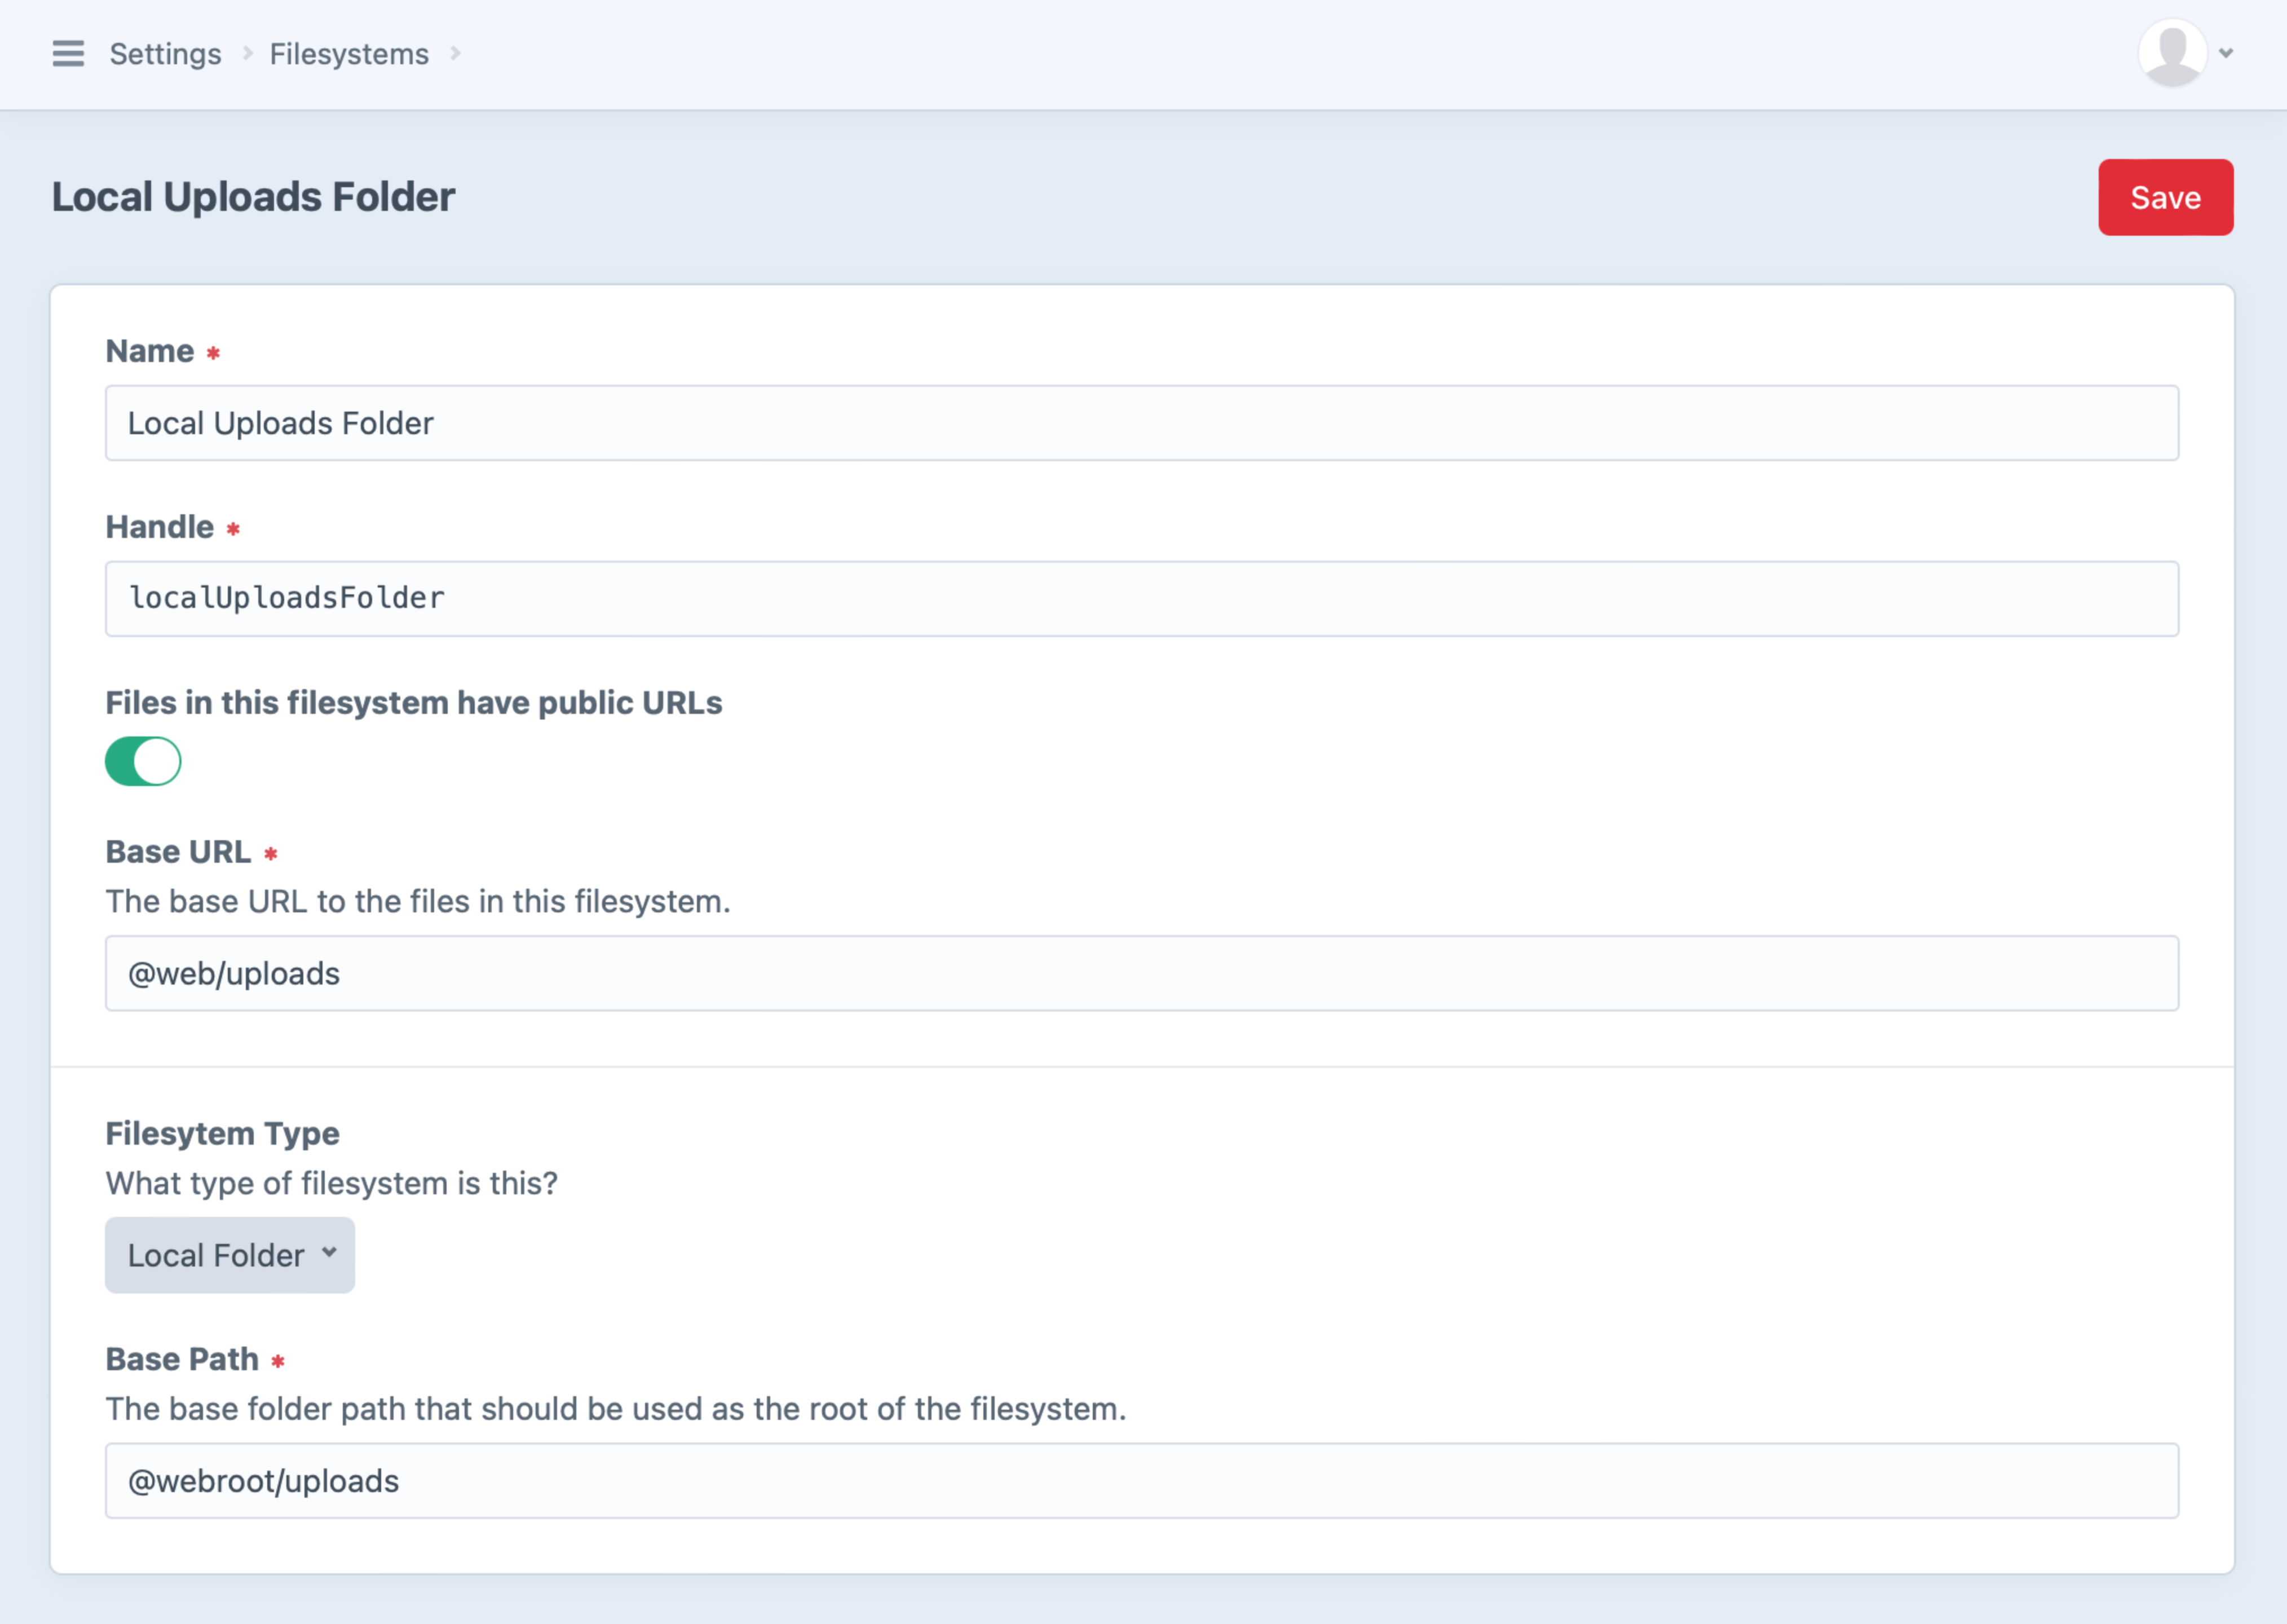 Settings > Filesystems >
Local Uploads Folder
Save
Name *
Local Uploads Folder
Handle *
localUploadsFolder
Files in this filesystem have public URLs
Base URL *
The base URL to the files in this filesystem.
@web/uploads
Filesytem Type
What type of filesystem is this?
Local Folder
Base Path *
The base folder path that should be used as the root of the filesystem.
@webroot/uploads